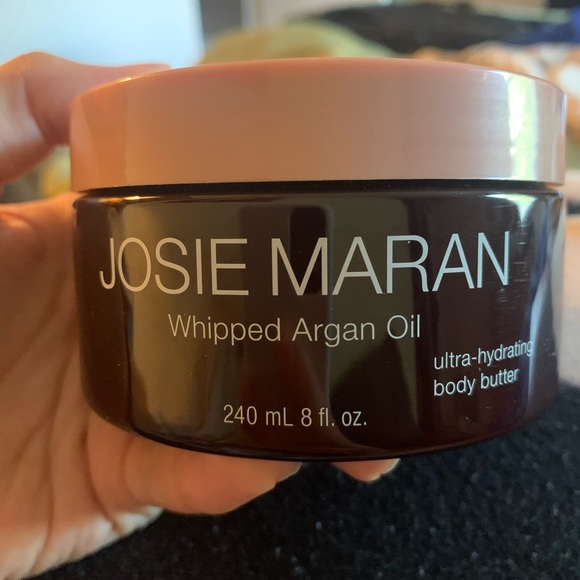 JOSIE MARAN
Whipped Argan Oil
ultra-hydrating
body butter
240 mL 8 fl. oz.